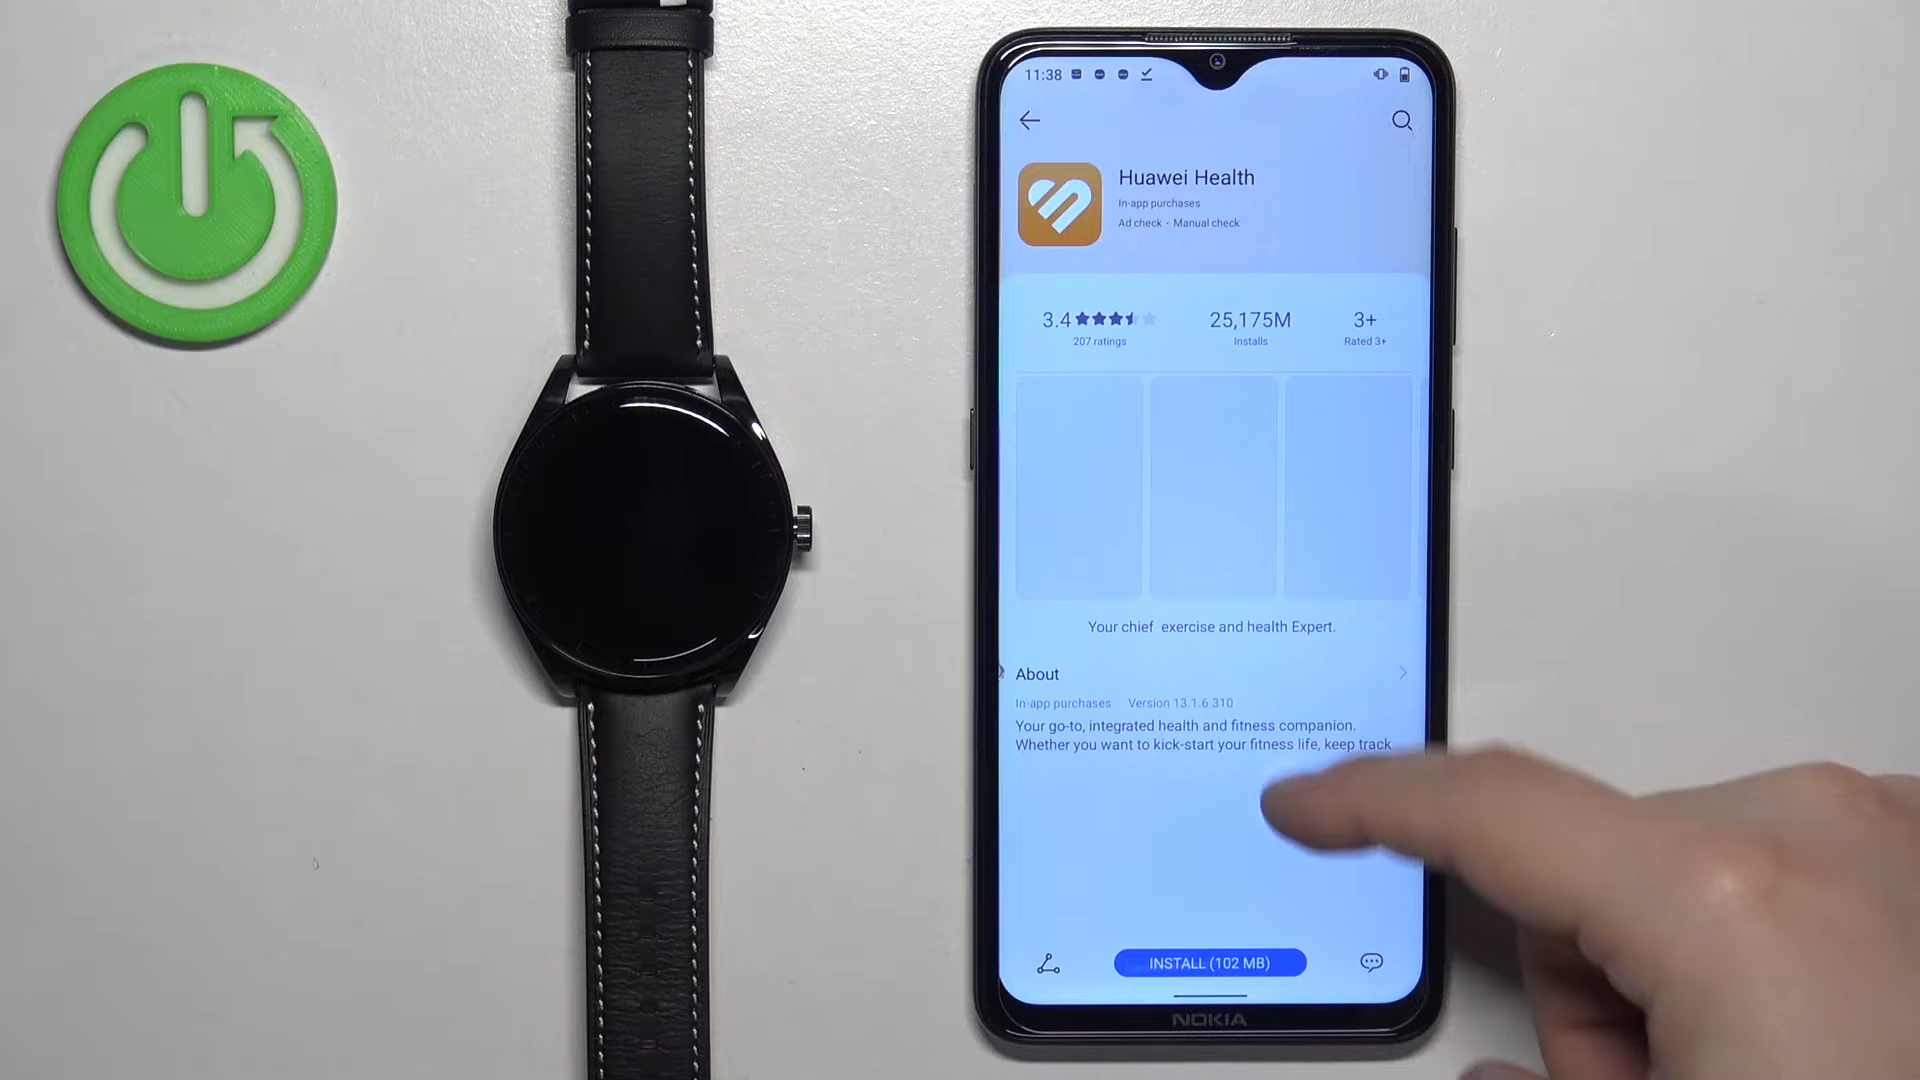 11:38
Huawei Health
In-app purchases
Ad check • Manual check
3.4
207 ratings
25,175M
Installs
3+
Rated 3+
Your chief exercise and health Expert.
About
In-app purchases Version 13.1.6.310
Your go-to, integrated health and fitness companion.
Whether you want to kick-start your fitness life, keep track
INSTALL (102 MB)
NOKIA